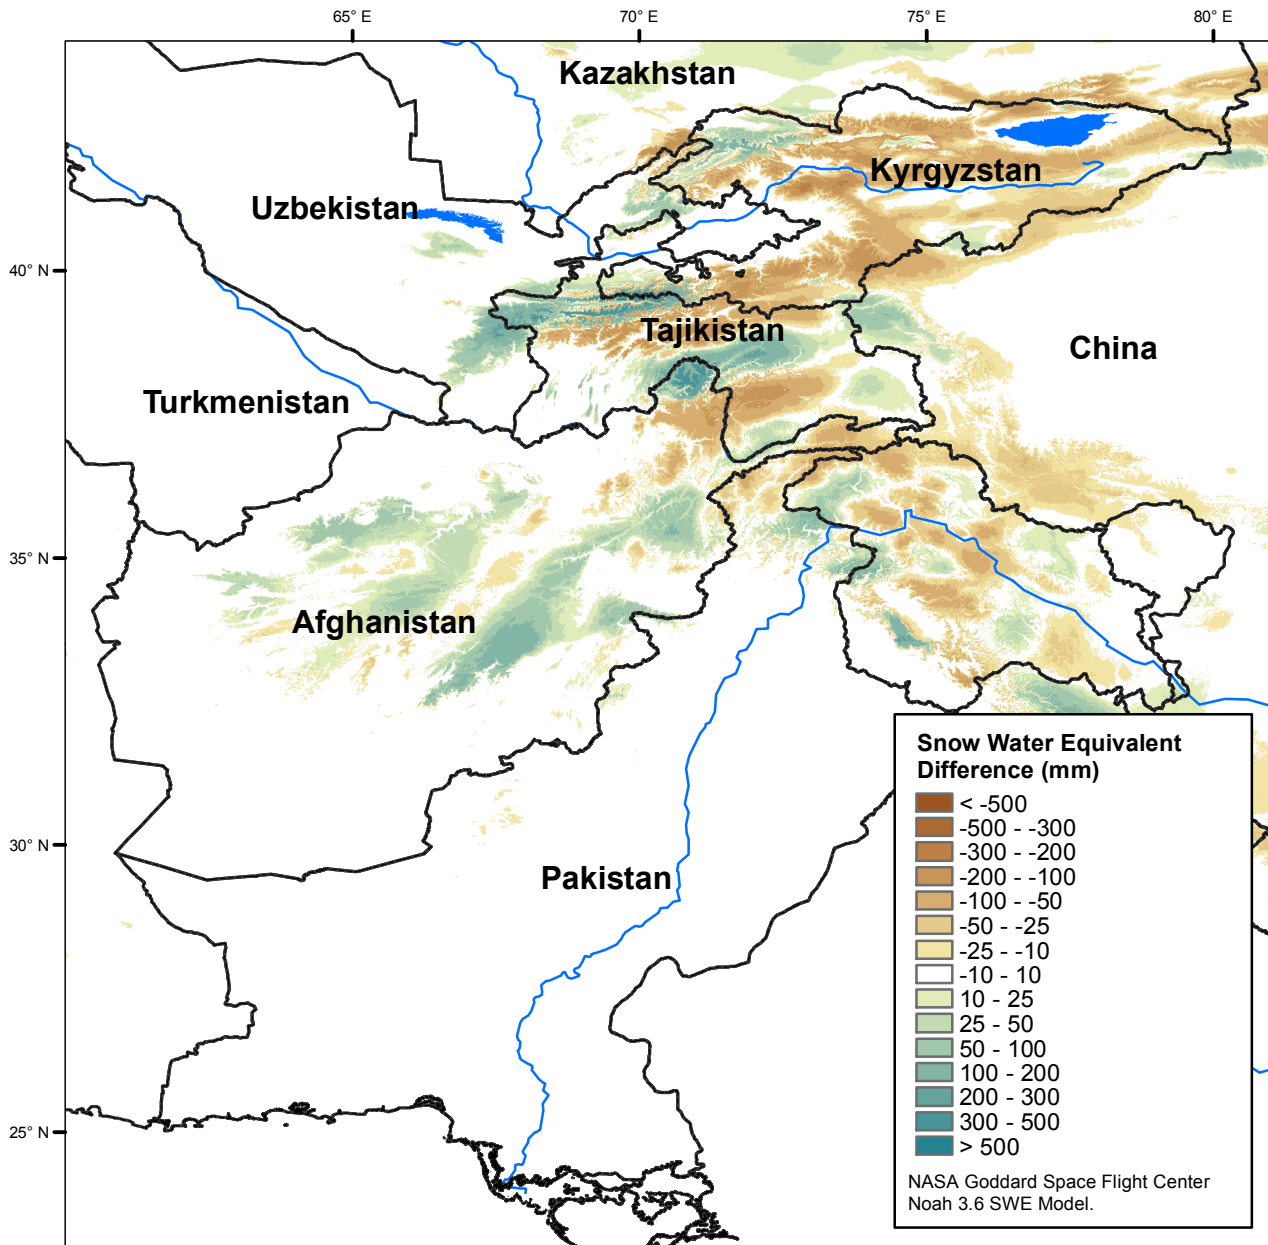 65° E
70° E
75° E
80° E
Kazakhstan
Kyrgyzstan
Uzbekistan
40° N
Tajikistan
China
Turkmenistan
35° N
Afghanistan
30° N
Pakistan
25° N
Snow Water Equivalent
Difference (mm)
< -500
-500 - -300
-300 - -200
-200 - -100
-100 - -50
-50 - -25
-25 - -10
-10 - 10
10 - 25
25 - 50
50 - 100
100 - 200
200 - 300
300 - 500
> 500
NASA Goddard Space Flight Center
Noah 3.6 SWE Model.